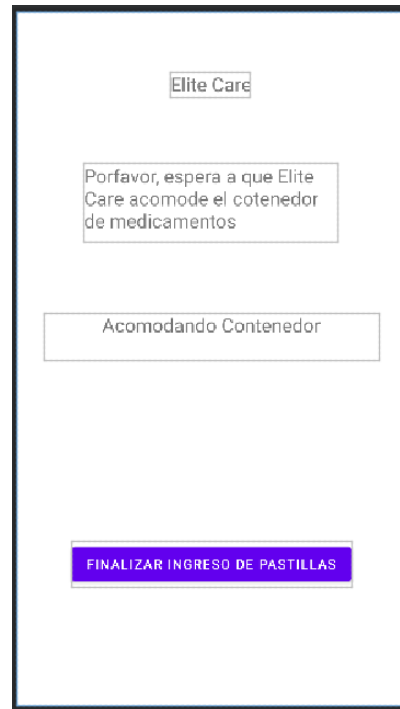 Elite Care
Porfavor, espera a que Elite
Care acomode el cotenedor
de medicamentos
Acomodando Contenedor
FINALIZAR INGRESO DE PASTILLAS